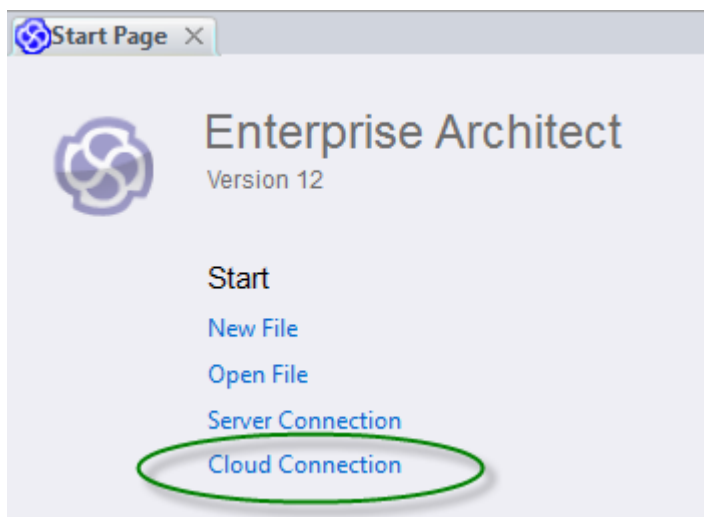 Start Page
Enterprise Architect
Version 12
Start
New File
Open File
Server Connection
Cloud Connection